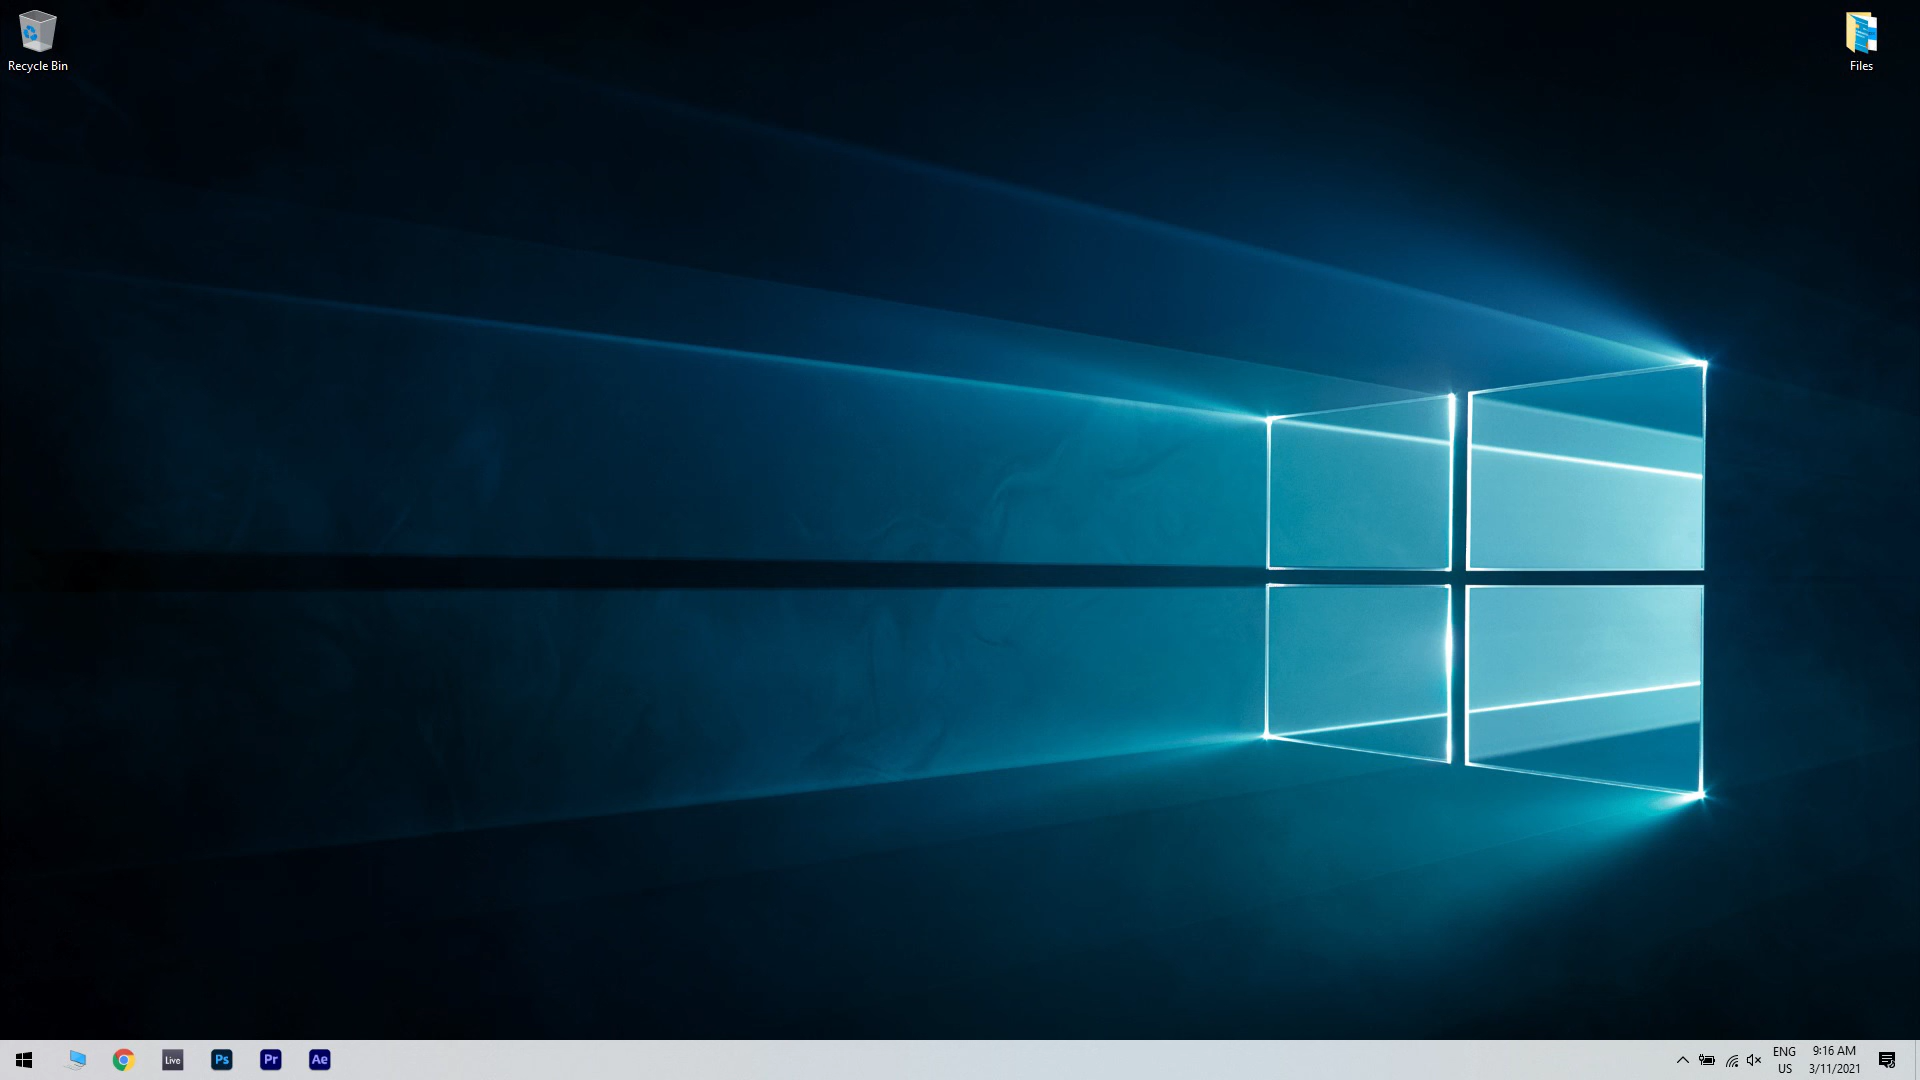 Recycle Bin
Files
Live
Ps
Pr
Ae
ENG
US
9:16 AM
3/11/2021